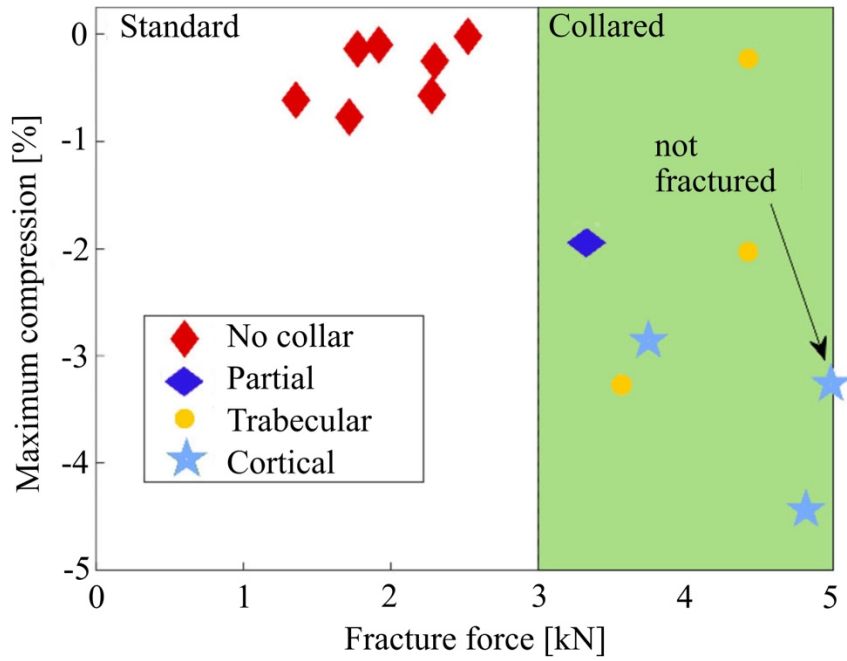 Standard
Collared
not
fractured
Maximum compression [%]
0
-1
-2
-3
-4
-5
No collar
Partial
Trabecular
Cortical
0 1 2 3 4 5
Fracture force [kN]